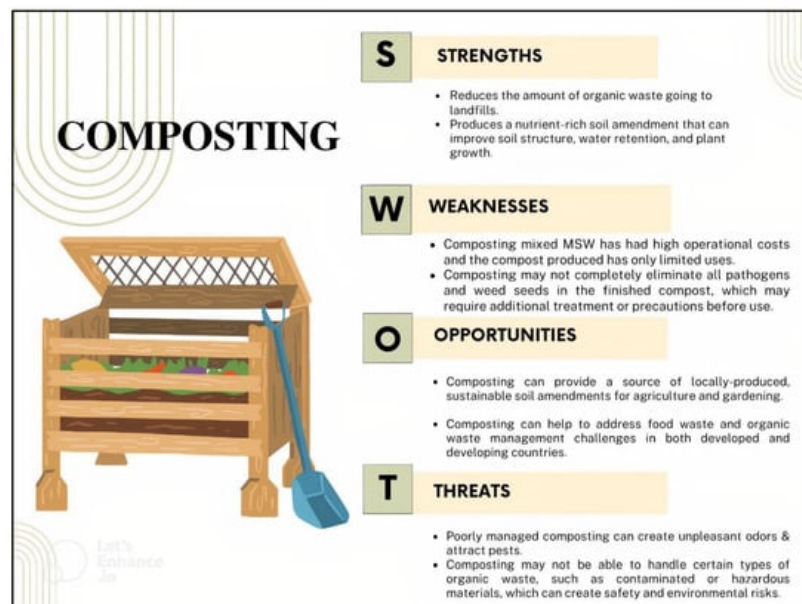 COMPOSTING
S
STRENGTHS
• Reduces the amount of organic waste going to
landfills.
• Produces a nutrient-rich soil amendment that can
improve soil structure, water retention, and plant
growth.
W
WEAKNESSES
• Composting mixed MSW has had high operational costs
and the compost produced has only limited uses.
• Composting may not completely eliminate all pathogens
and weed seeds in the finished compost, which may
require additional treatment or precautions before use.
O
OPPORTUNITIES
• Composting can provide a source of locally-produced,
sustainable soil amendments for agriculture and gardening.
• Composting can help to address food waste and organic
waste management challenges in both developed and
developing countries.
T
THREATS
• Poorly managed composting can create unpleasant odors &
attract pests.
• Composting may not be able to handle certain types of
organic waste, such as contaminated or hazardous
materials, which can create safety and environmental risks.
Let's
Enhance
.io